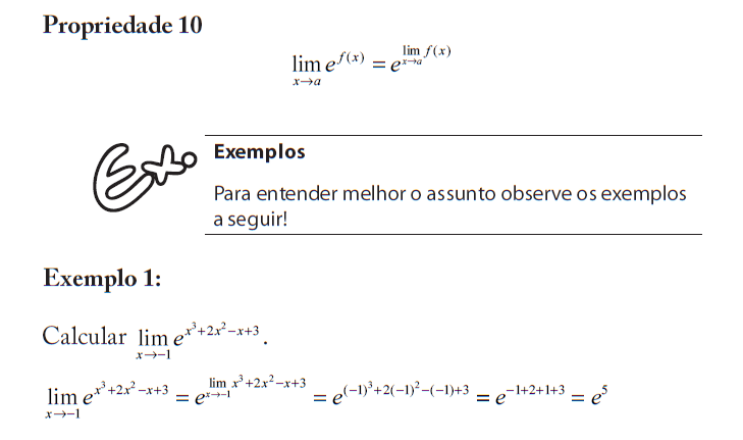 Propriedade 10
lim e^{f(x)} = e^{lim f(x)}
x→a x→a
Exo
Exemplos
Para entender melhor o assunto observe os exemplos
a seguir!
Exemplo 1:
Calcular lim e^{x³+2x²−x+3}.
x→−1
lim e^{x³+2x²−x+3} = e^{lim x³+2x²−x+3} = e^{(−1)³+2(−1)²−(−1)+3} = e^{−1+2+1+3} = e⁵
x→−1 x→−1